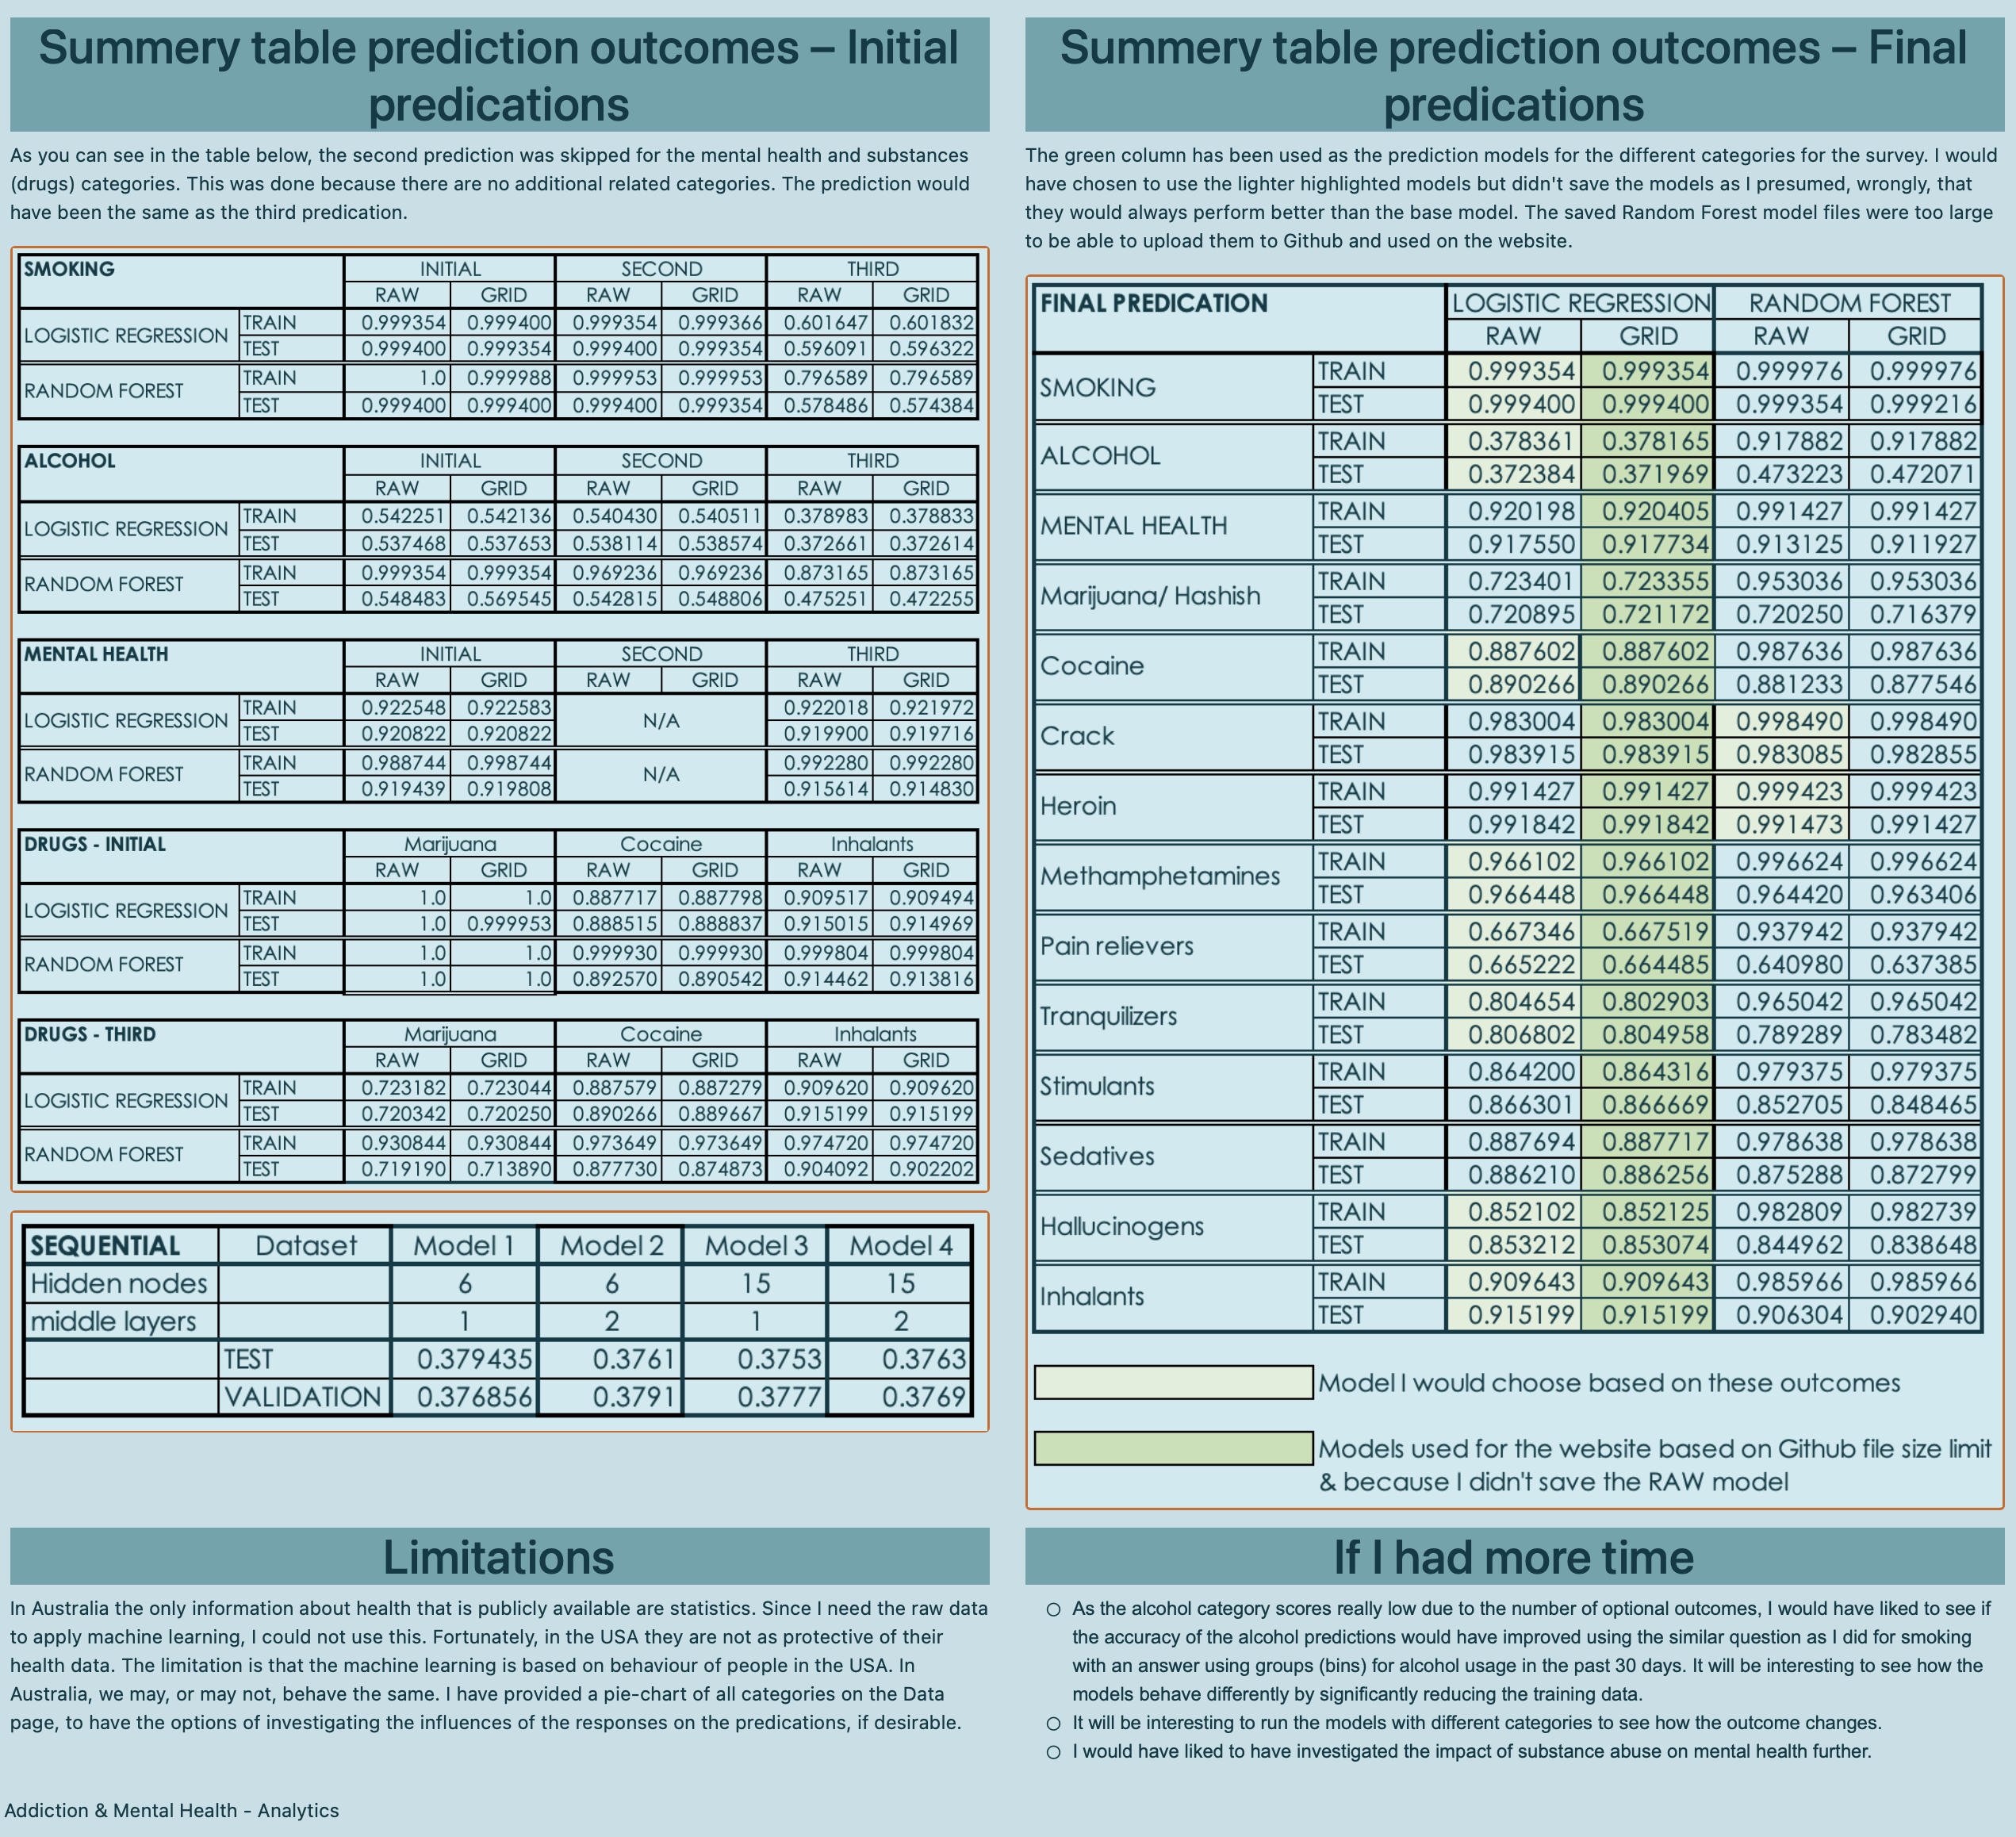 Summery table prediction outcomes – Initial
predications
As you can see in the table below, the second prediction was skipped for the mental health and substances
(drugs) categories. This was done because there are no additional related categories. The prediction would
have been the same as the third predication.
SMOKING INITIAL SECOND THIRD
RAW GRID RAW GRID RAW GRID
LOGISTIC REGRESSION TRAIN 0.999354 0.999400 0.999354 0.999366 0.601647 0.601832
TEST 0.999400 0.999354 0.999400 0.999354 0.596091 0.596322
RANDOM FOREST TRAIN 1.0 0.999988 0.999953 0.999953 0.796589 0.796589
TEST 0.999400 0.999400 0.999400 0.999354 0.578486 0.574384
ALCOHOL INITIAL SECOND THIRD
RAW GRID RAW GRID RAW GRID
LOGISTIC REGRESSION TRAIN 0.542251 0.542136 0.540430 0.540511 0.378983 0.378833
TEST 0.537468 0.537653 0.538114 0.538574 0.372661 0.372614
RANDOM FOREST TRAIN 0.999354 0.999354 0.969236 0.969236 0.873165 0.873165
TEST 0.548483 0.569545 0.542815 0.548806 0.475251 0.472255
MENTAL HEALTH INITIAL SECOND THIRD
RAW GRID RAW GRID RAW GRID
LOGISTIC REGRESSION TRAIN 0.922548 0.922583 N/A 0.922018 0.921972
TEST 0.920822 0.920822 0.919900 0.919716
RANDOM FOREST TRAIN 0.988744 0.998744 N/A 0.992280 0.992280
TEST 0.919439 0.919808 0.915614 0.914830
DRUGS - INITIAL Marijuana Cocaine Inhalants
RAW GRID RAW GRID RAW GRID
LOGISTIC REGRESSION TRAIN 1.0 1.0 0.887717 0.887798 0.909517 0.909494
TEST 1.0 0.999953 0.888515 0.888837 0.915015 0.914969
RANDOM FOREST TRAIN 1.0 1.0 0.999930 0.999930 0.999804 0.999804
TEST 1.0 1.0 0.892570 0.890542 0.914462 0.913816
DRUGS - THIRD Marijuana Cocaine Inhalants
RAW GRID RAW GRID RAW GRID
LOGISTIC REGRESSION TRAIN 0.723182 0.723044 0.887579 0.887279 0.909620 0.909620
TEST 0.720342 0.720250 0.890266 0.889667 0.915199 0.915199
RANDOM FOREST TRAIN 0.930844 0.930844 0.973649 0.973649 0.974720 0.974720
TEST 0.719190 0.713890 0.877730 0.874873 0.904092 0.902202
SEQUENTIAL Dataset Model 1 Model 2 Model 3 Model 4
Hidden nodes 6 6 15 15
middle layers 1 2 1 2
TEST 0.379435 0.3761 0.3753 0.3763
VALIDATION 0.376856 0.3791 0.3777 0.3769
Summery table prediction outcomes – Final
predications
The green column has been used as the prediction models for the different categories for the survey. I would
have chosen to use the lighter highlighted models but didn't save the models as I presumed, wrongly, that
they would always perform better than the base model. The saved Random Forest model files were too large
to be able to upload them to Github and used on the website.
FINAL PREDICATION LOGISTIC REGRESSION RANDOM FOREST
RAW GRID RAW GRID
SMOKING TRAIN 0.999354 0.999354 0.999976 0.999976
TEST 0.999400 0.999400 0.999354 0.999216
ALCOHOL TRAIN 0.378361 0.378165 0.917882 0.917882
TEST 0.372384 0.371969 0.473223 0.472071
MENTAL HEALTH TRAIN 0.920198 0.920405 0.991427 0.991427
TEST 0.917550 0.917734 0.913125 0.911927
Marijuana/ Hashish TRAIN 0.723401 0.723355 0.953036 0.953036
TEST 0.720895 0.721172 0.720250 0.716379
Cocaine TRAIN 0.887602 0.887602 0.987636 0.987636
TEST 0.890266 0.890266 0.881233 0.877546
Crack TRAIN 0.983004 0.983004 0.998490 0.998490
TEST 0.983915 0.983915 0.983085 0.982855
Heroin TRAIN 0.991427 0.991427 0.999423 0.999423
TEST 0.991842 0.991842 0.991473 0.991427
Methamphetamines TRAIN 0.966102 0.966102 0.996624 0.996624
TEST 0.966448 0.966448 0.964420 0.963406
Pain relievers TRAIN 0.667346 0.667519 0.937942 0.937942
TEST 0.665222 0.664485 0.640980 0.637385
Tranquilizers TRAIN 0.804654 0.802903 0.965042 0.965042
TEST 0.806802 0.804958 0.789289 0.783482
Stimulants TRAIN 0.864200 0.864316 0.979375 0.979375
TEST 0.866301 0.866669 0.852705 0.848465
Sedatives TRAIN 0.887694 0.887717 0.978638 0.978638
TEST 0.886210 0.886256 0.875288 0.872799
Hallucinogens TRAIN 0.852102 0.852125 0.982809 0.982739
TEST 0.853212 0.853074 0.844962 0.838648
Inhalants TRAIN 0.909643 0.909643 0.985966 0.985966
TEST 0.915199 0.915199 0.906304 0.902940
Model I would choose based on these outcomes
Models used for the website based on Github file size limit
& because I didn't save the RAW model
Limitations
In Australia the only information about health that is publicly available are statistics. Since I need the raw data
to apply machine learning, I could not use this. Fortunately, in the USA they are not as protective of their
health data. The limitation is that the machine learning is based on behaviour of people in the USA. In
Australia, we may, or may not, behave the same. I have provided a pie-chart of all categories on the Data
page, to have the options of investigating the influences of the responses on the predications, if desirable.
If I had more time
○ As the alcohol category scores really low due to the number of optional outcomes, I would have liked to see if
the accuracy of the alcohol predictions would have improved using the similar question as I did for smoking
with an answer using groups (bins) for alcohol usage in the past 30 days. It will be interesting to see how the
models behave differently by significantly reducing the training data.
○ It will be interesting to run the models with different categories to see how the outcome changes.
○ I would have liked to have investigated the impact of substance abuse on mental health further.
Addiction & Mental Health - Analytics